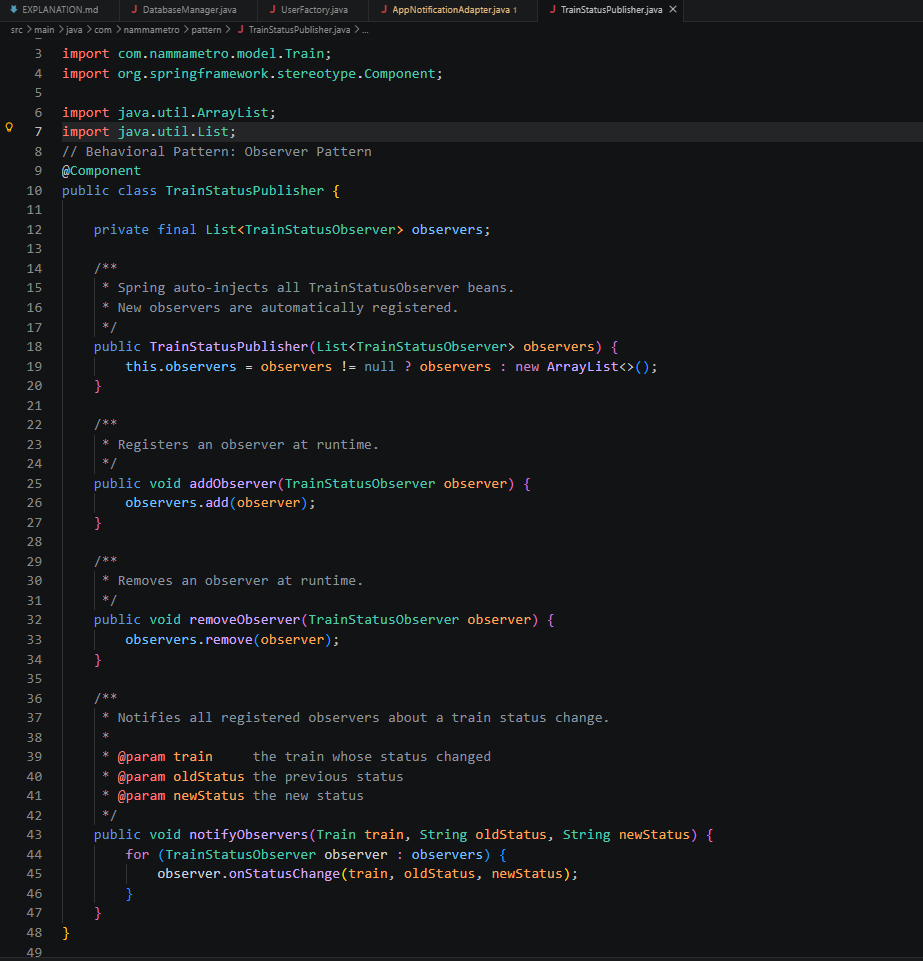 EXPLANATION.md
DatabaseManager.java
UserFactory.java
AppNotificationAdapter.java 1
TrainStatusPublisher.java
src > main > java > com > nammametro > pattern > TrainStatusPublisher.java > ...
3 import com.nammametro.model.Train;
4 import org.springframework.stereotype.Component;
5
6 import java.util.ArrayList;
7 import java.util.List;
8 // Behavioral Pattern: Observer Pattern
9 @Component
10 public class TrainStatusPublisher {
11
12     private final List<TrainStatusObserver> observers;
13
14     /**
15      * Spring auto-injects all TrainStatusObserver beans.
16      * New observers are automatically registered.
17      */
18     public TrainStatusPublisher(List<TrainStatusObserver> observers) {
19         this.observers = observers != null ? observers : new ArrayList<>();
20     }
21
22     /**
23      * Registers an observer at runtime.
24      */
25     public void addObserver(TrainStatusObserver observer) {
26         observers.add(observer);
27     }
28
29     /**
30      * Removes an observer at runtime.
31      */
32     public void removeObserver(TrainStatusObserver observer) {
33         observers.remove(observer);
34     }
35
36     /**
37      * Notifies all registered observers about a train status change.
38      *
39      * @param train     the train whose status changed
40      * @param oldStatus the previous status
41      * @param newStatus the new status
42      */
43     public void notifyObservers(Train train, String oldStatus, String newStatus) {
44         for (TrainStatusObserver observer : observers) {
45             observer.onStatusChange(train, oldStatus, newStatus);
46         }
47     }
48 }
49